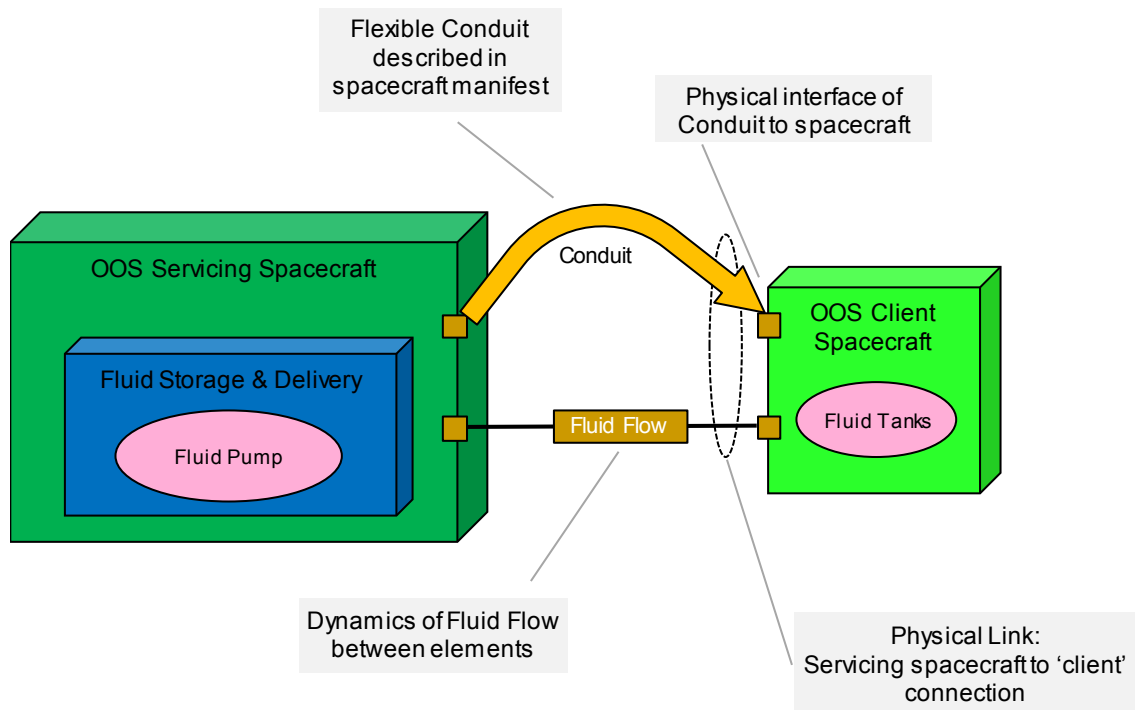 Flexible Conduit
described in
spacecraft manifest
Physical interface of
Conduit to spacecraft
Conduit
OOS Servicing Spacecraft
OOS Client
Spacecraft
Fluid Storage & Delivery
Fluid Pump
Fluid Flow
Fluid Tanks
Dynamics of Fluid Flow
between elements
Physical Link:
Servicing spacecraft to ‘client’
connection